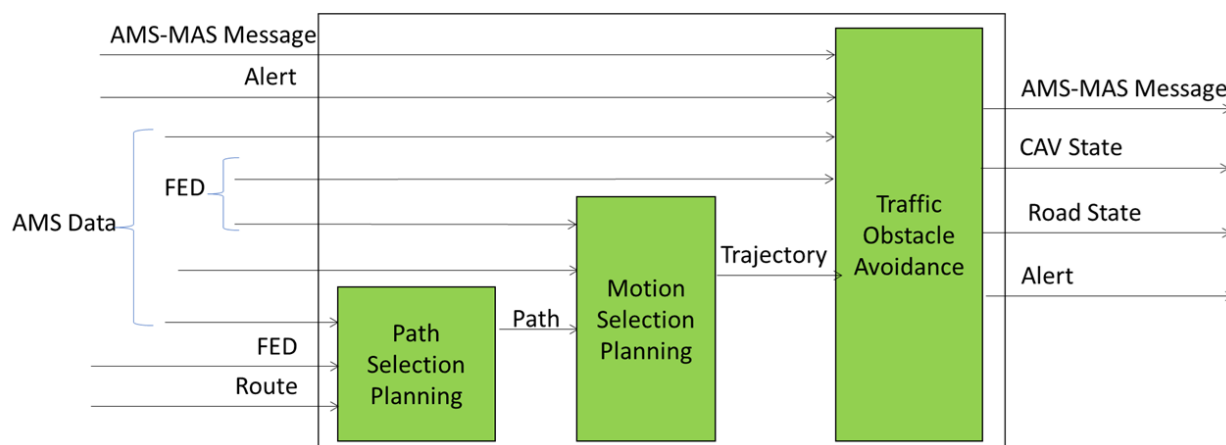 AMS-MAS Message
Alert
FED
AMS Data
FED
Route
Path
Selection
Planning
Path
Motion
Selection
Planning
Trajectory
Traffic
Obstacle
Avoidance
AMS-MAS Message
CAV State
Road State
Alert